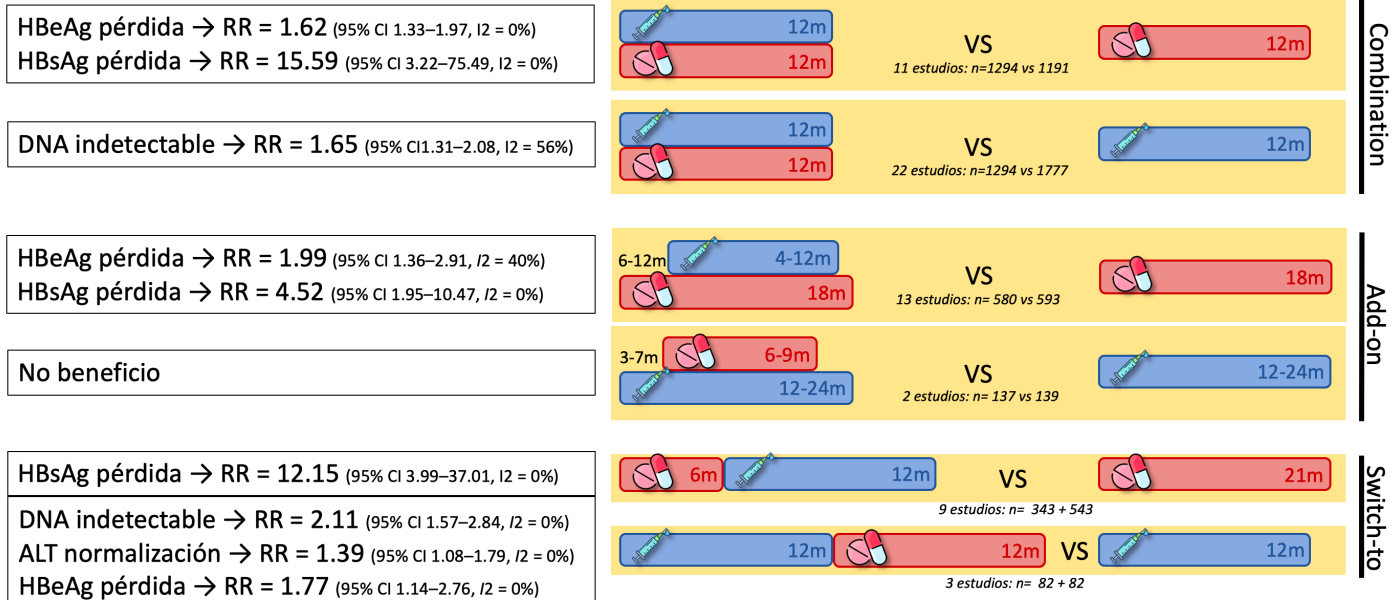 HBeAg pérdida → RR = 1.62 (95% CI 1.33–1.97, I2 = 0%)
HBsAg pérdida → RR = 15.59 (95% CI 3.22–75.49, I2 = 0%)
12m
12m
VS
11 estudios: n=1294 vs 1191
12m
DNA indetectable → RR = 1.65 (95% CI1.31–2.08, I2 = 56%)
12m
12m
VS
22 estudios: n=1294 vs 1777
12m
Combination
HBeAg pérdida → RR = 1.99 (95% CI 1.36–2.91, I2 = 40%)
HBsAg pérdida → RR = 4.52 (95% CI 1.95–10.47, I2 = 0%)
6-12m
4-12m
18m
VS
13 estudios: n= 580 vs 593
18m
No beneficio
3-7m
6-9m
12-24m
VS
2 estudios: n= 137 vs 139
12-24m
Add-on
HBsAg pérdida → RR = 12.15 (95% CI 3.99–37.01, I2 = 0%)
6m
12m
VS
21m
9 estudios: n= 343 + 543
DNA indetectable → RR = 2.11 (95% CI 1.57–2.84, I2 = 0%)
ALT normalización → RR = 1.39 (95% CI 1.08–1.79, I2 = 0%)
HBeAg pérdida → RR = 1.77 (95% CI 1.14–2.76, I2 = 0%)
12m
12m
VS
12m
3 estudios: n= 82 + 82
Switch-to